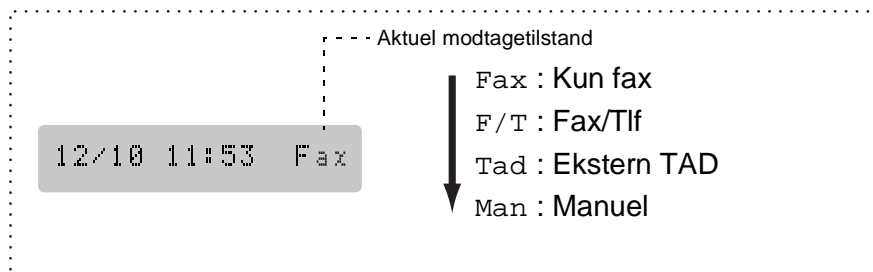 Aktuel modtagetilstand
Fax : Kun fax
F/T : Fax/Tlf
12/10 11:53 Fax
Tad : Ekstern TAD
Man : Manuel